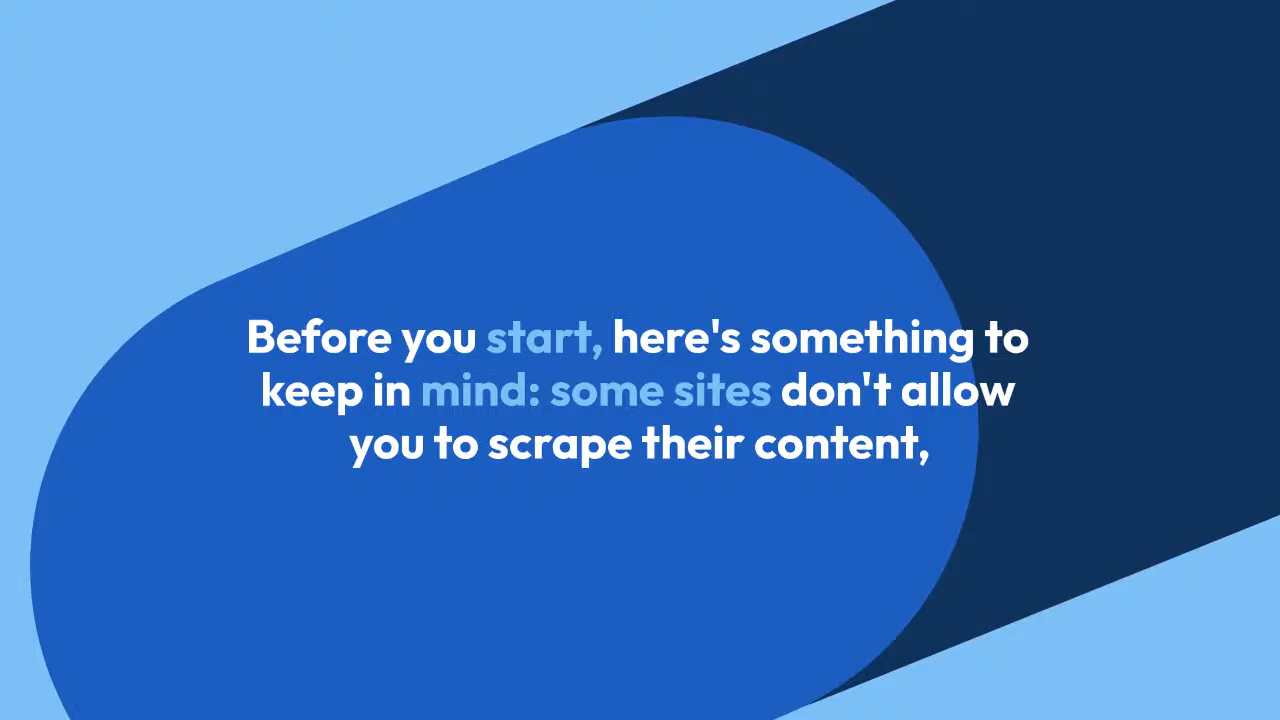 Before you start, here's something to
keep in mind: some sites don't allow
you to scrape their content,